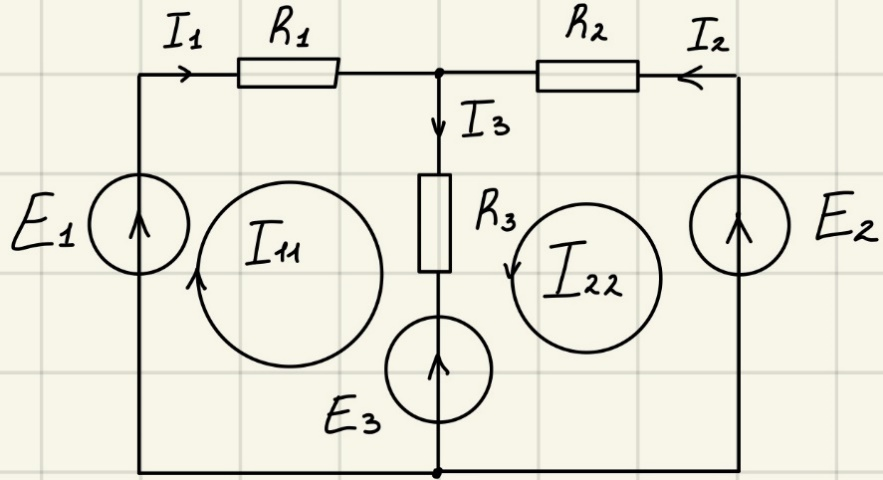 I1 R1 R2 I2
I3
E1 I11 R3 I22 E2
E3